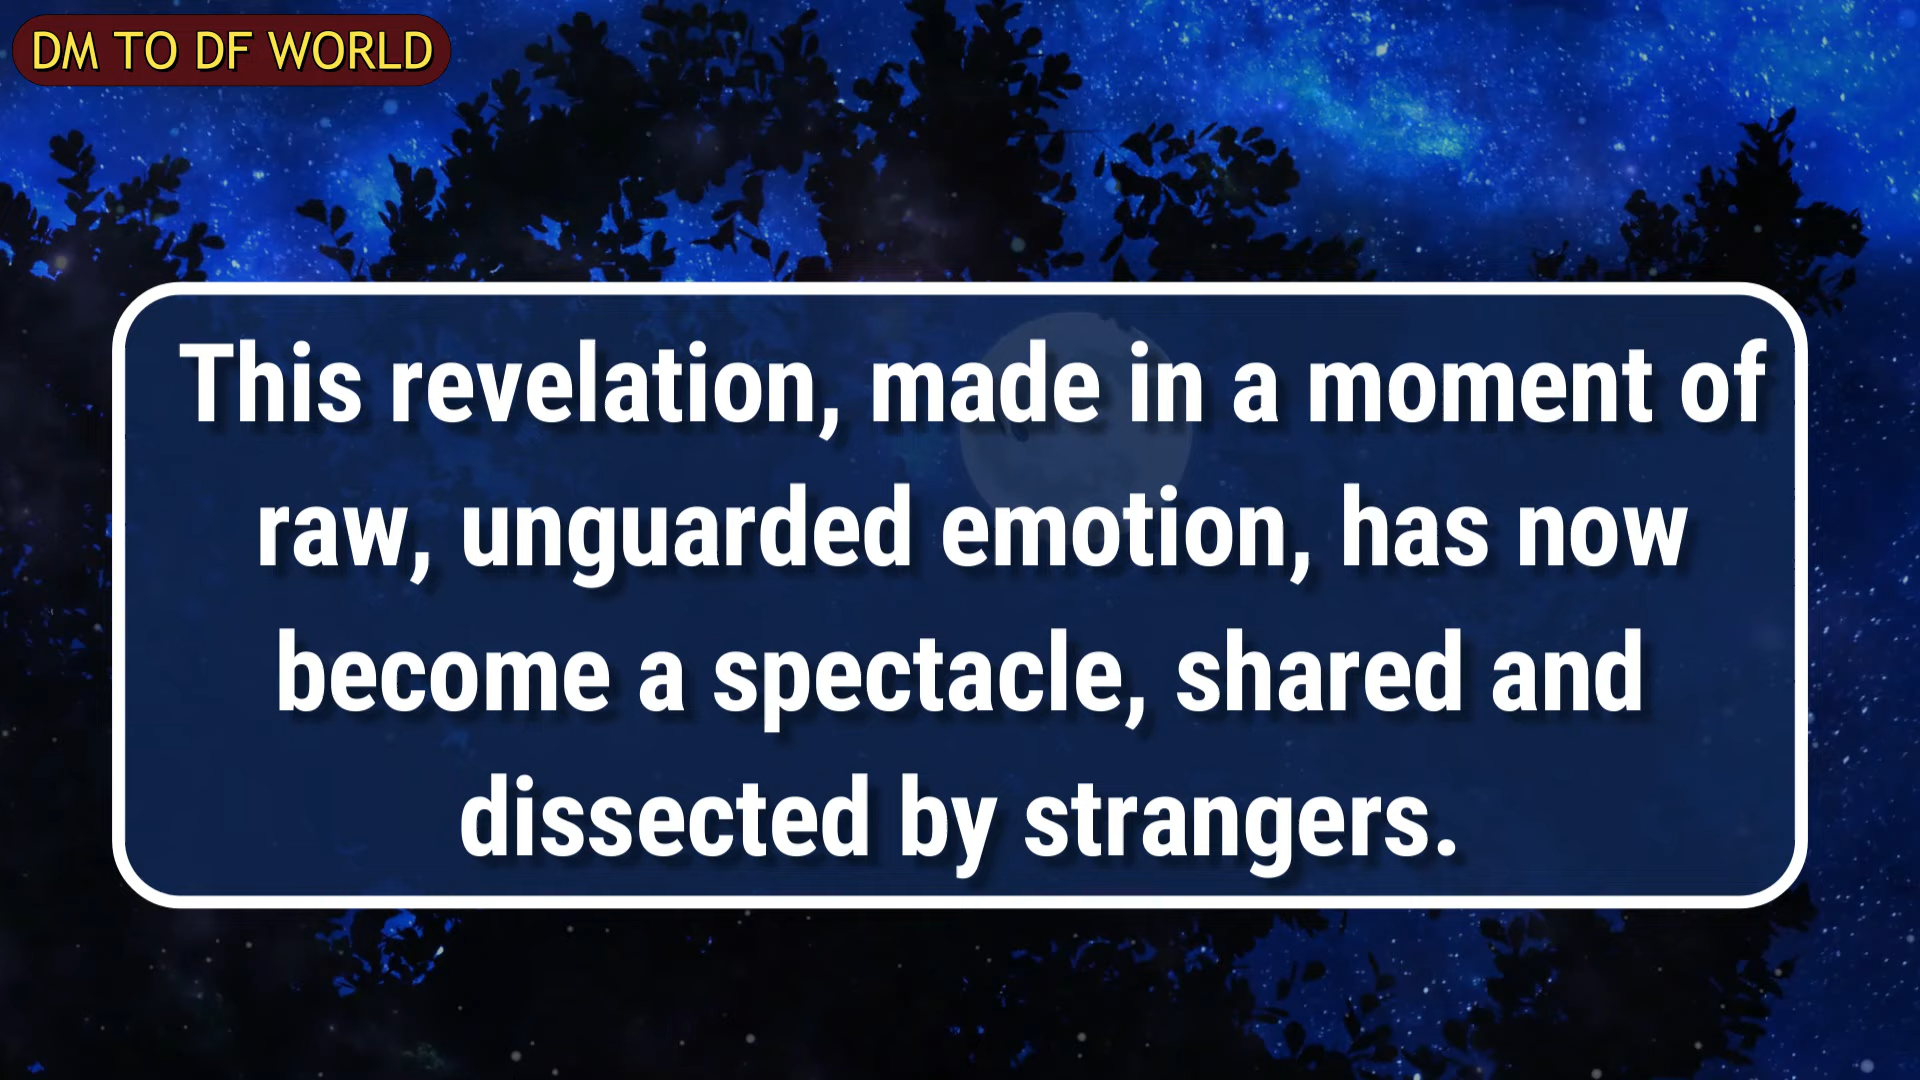 DM TO DF WORLD
This revelation, made in a moment of
raw, unguarded emotion, has now
become a spectacle, shared and
dissected by strangers.